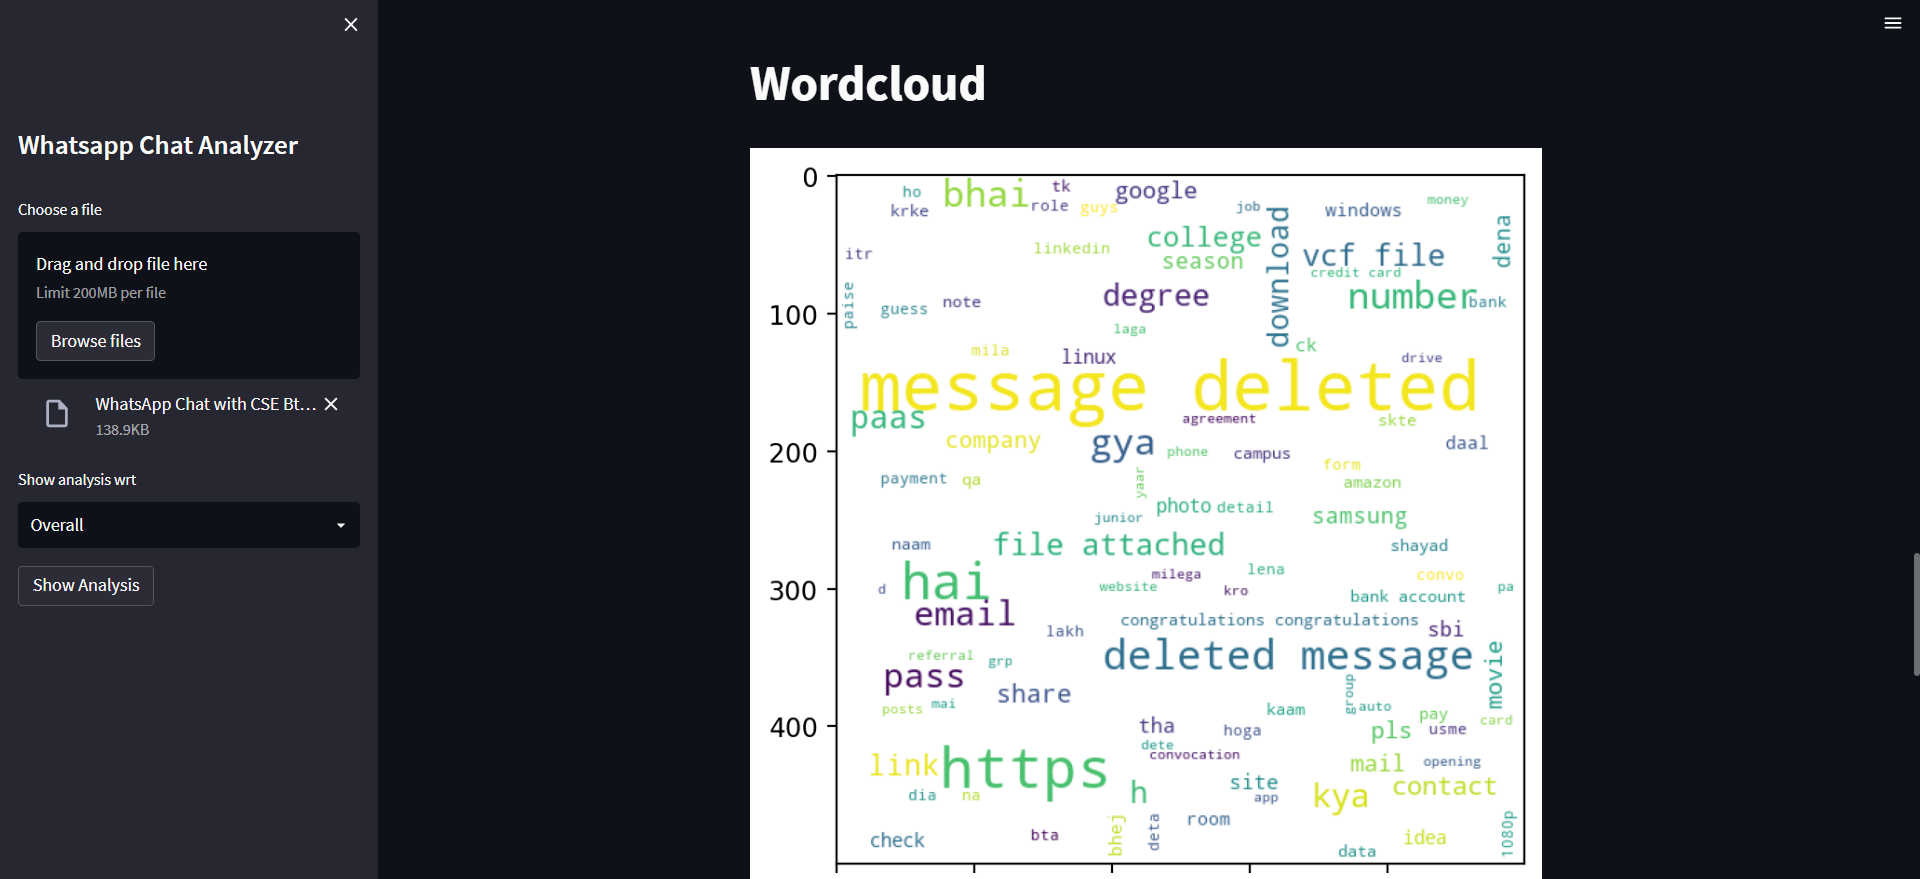 Whatsapp Chat Analyzer
Choose a file
Drag and drop file here
Limit 200MB per file
Browse files
WhatsApp Chat with CSE Bt...
138.9KB
Show analysis wrt
Overall
Show Analysis
Wordcloud
0
100
200
300
400
ho
bhai
tk
google
krke
role
guys
job
windows
money
itr
linkedin
college
season
download
vcf file
dena
credit card
paise
guess
note
degree
number
bank
laga
mila
linux
ck
drive
message deleted
paas
agreement
skte
company
gya
phone
campus
daal
form
payment
qa
yaar
amazon
photo
detail
junior
samsung
naam
file attached
shayad
hai
d
milega
lena
convo
website
kro
pa
email
bank account
lakh
congratulations congratulations
sbi
referral
grp
deleted message
movie
pass
share
group
posts
mai
kaam
auto
pay
card
tha
hoga
pls
usme
dete
convocation
link
https
mail
opening
dia
na
h
site
app
kya
contact
check
bta
bhej
deta
room
idea
data
1080p